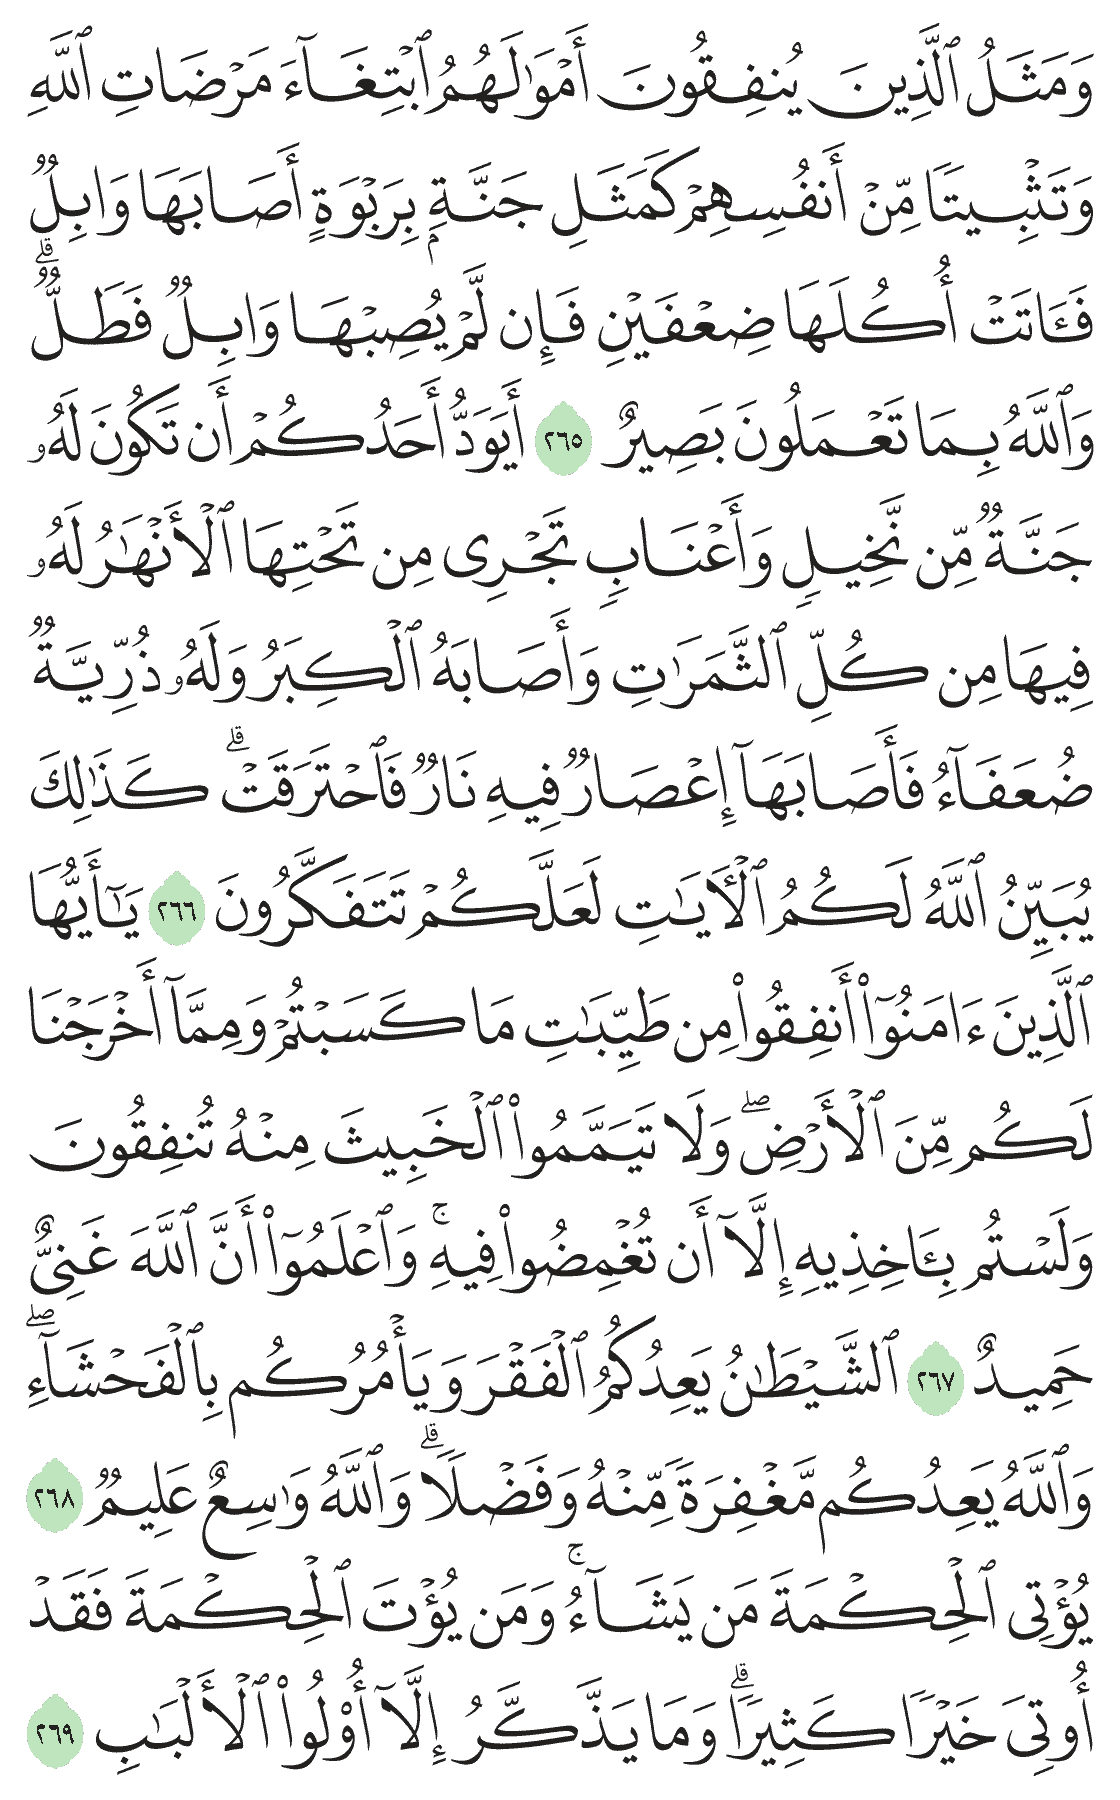 وَمَثَلُ ٱلَّذِينَ يُنفِقُونَ أَمۡوَٰلَهُمُ ٱبۡتِغَآءَ مَرۡضَاتِ ٱللَّهِ
وَتَثۡبِيتٗا مِّنۡ أَنفُسِهِمۡ كَمَثَلِ جَنَّةِۭ بِرَبۡوَةٍ أَصَابَهَا وَابِلٞ
فَـَٔاتَتۡ أُكُلَهَا ضِعۡفَيۡنِ فَإِن لَّمۡ يُصِبۡهَا وَابِلٞ فَطَلّٞۗ
وَٱللَّهُ بِمَا تَعۡمَلُونَ بَصِيرٌ ٢٦٥ أَيَوَدُّ أَحَدُكُمۡ أَن تَكُونَ لَهُۥ
جَنَّةٞ مِّن نَّخِيلٖ وَأَعۡنَابٖ تَجۡرِي مِن تَحۡتِهَا ٱلۡأَنۡهَٰرُ لَهُۥ
فِيهَا مِن كُلِّ ٱلثَّمَرَٰتِ وَأَصَابَهُ ٱلۡكِبَرُ وَلَهُۥ ذُرِّيَّةٞ
ضُعَفَآءُ فَأَصَابَهَآ إِعۡصَارٞ فِيهِ نَارٞ فَٱحۡتَرَقَتۡۗ كَذَٰلِكَ
يُبَيِّنُ ٱللَّهُ لَكُمُ ٱلۡأٓيَٰتِ لَعَلَّكُمۡ تَتَفَكَّرُونَ ٢٦٦ يَٰٓأَيُّهَا
ٱلَّذِينَ ءَامَنُوٓاْ أَنفِقُواْ مِن طَيِّبَٰتِ مَا كَسَبۡتُمۡ وَمِمَّآ أَخۡرَجۡنَا
لَكُم مِّنَ ٱلۡأَرۡضِۖ وَلَا تَيَمَّمُواْ ٱلۡخَبِيثَ مِنۡهُ تُنفِقُونَ
وَلَسۡتُم بِـَٔاخِذِيهِ إِلَّآ أَن تُغۡمِضُواْ فِيهِۚ وَٱعۡلَمُوٓاْ أَنَّ ٱللَّهَ غَنِيٌّ
حَمِيدٌ ٢٦٧ ٱلشَّيۡطَٰنُ يَعِدُكُمُ ٱلۡفَقۡرَ وَيَأۡمُرُكُم بِٱلۡفَحۡشَآءِۖ
وَٱللَّهُ يَعِدُكُم مَّغۡفِرَةٗ مِّنۡهُ وَفَضۡلٗاۗ وَٱللَّهُ وَٰسِعٌ عَلِيمٞ ٢٦٨
يُؤۡتِي ٱلۡحِكۡمَةَ مَن يَشَآءُۚ وَمَن يُؤۡتَ ٱلۡحِكۡمَةَ فَقَدۡ
أُوتِيَ خَيۡرٗا كَثِيرٗاۗ وَمَا يَذَّكَّرُ إِلَّآ أُوْلُواْ ٱلۡأَلۡبَٰبِ ٢٦٩